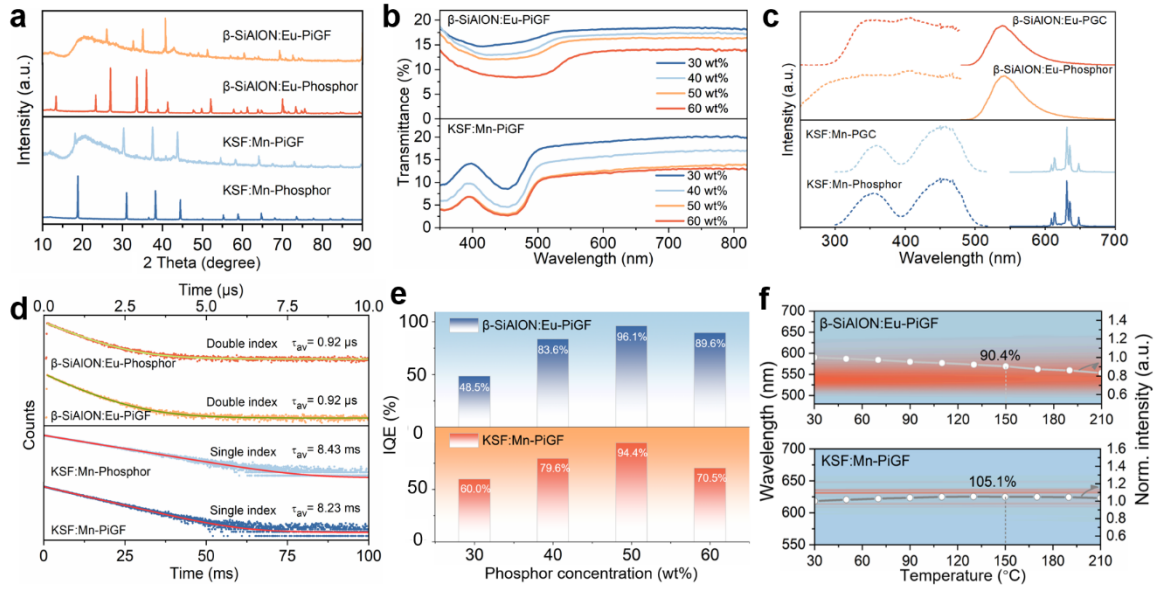 a
β-SiAlON:Eu-PiGF
β-SiAlON:Eu-Phosphor
KSF:Mn-PiGF
KSF:Mn-Phosphor
Intensity (a.u.)
10 20 30 40 50 60 70 80 90
2 Theta (degree)
b
25
20
15
10
5
0
20
15
10
5
0
Transmittance (%)
β-SiAlON:Eu-PiGF
30 wt%
40 wt%
50 wt%
60 wt%
KSF:Mn-PiGF
30 wt%
40 wt%
50 wt%
60 wt%
400 500 600 700 800
Wavelength (nm)
c
β-SiAlON:Eu-PGC
β-SiAlON:Eu-Phosphor
KSF:Mn-PGC
KSF:Mn-Phosphor
Intensity (a.u.)
300 400 500 600 700
Wavelength (nm)
d
Time (μs)
0.0 2.5 5.0 7.5 10.0
Double index τav= 0.92 μs
β-SiAlON:Eu-Phosphor
Double index τav= 0.92 μs
β-SiAlON:Eu-PiGF
Single index τav= 8.43 ms
KSF:Mn-Phosphor
Single index τav= 8.23 ms
KSF:Mn-PiGF
Counts
0 25 50 75 100
Time (ms)
e
100
50
0
50
0
IQE (%)
β-SiAlON:Eu-PiGF
48.5%
83.6%
96.1%
89.6%
KSF:Mn-PiGF
60.0%
79.6%
94.4%
70.5%
30 40 50 60
Phosphor concentration (wt%)
f
700
650
600
550
500
β-SiAlON:Eu-PiGF
90.4%
1.4
1.2
1.0
0.8
0.6
0.4
700
675
650
625
600
575
550
KSF:Mn-PiGF
105.1%
1.6
1.4
1.2
1.0
0.8
0.6
0.4
Wavelength (nm)
Norm. intensity (a.u.)
30 60 90 120 150 180 210
Temperature (°C)